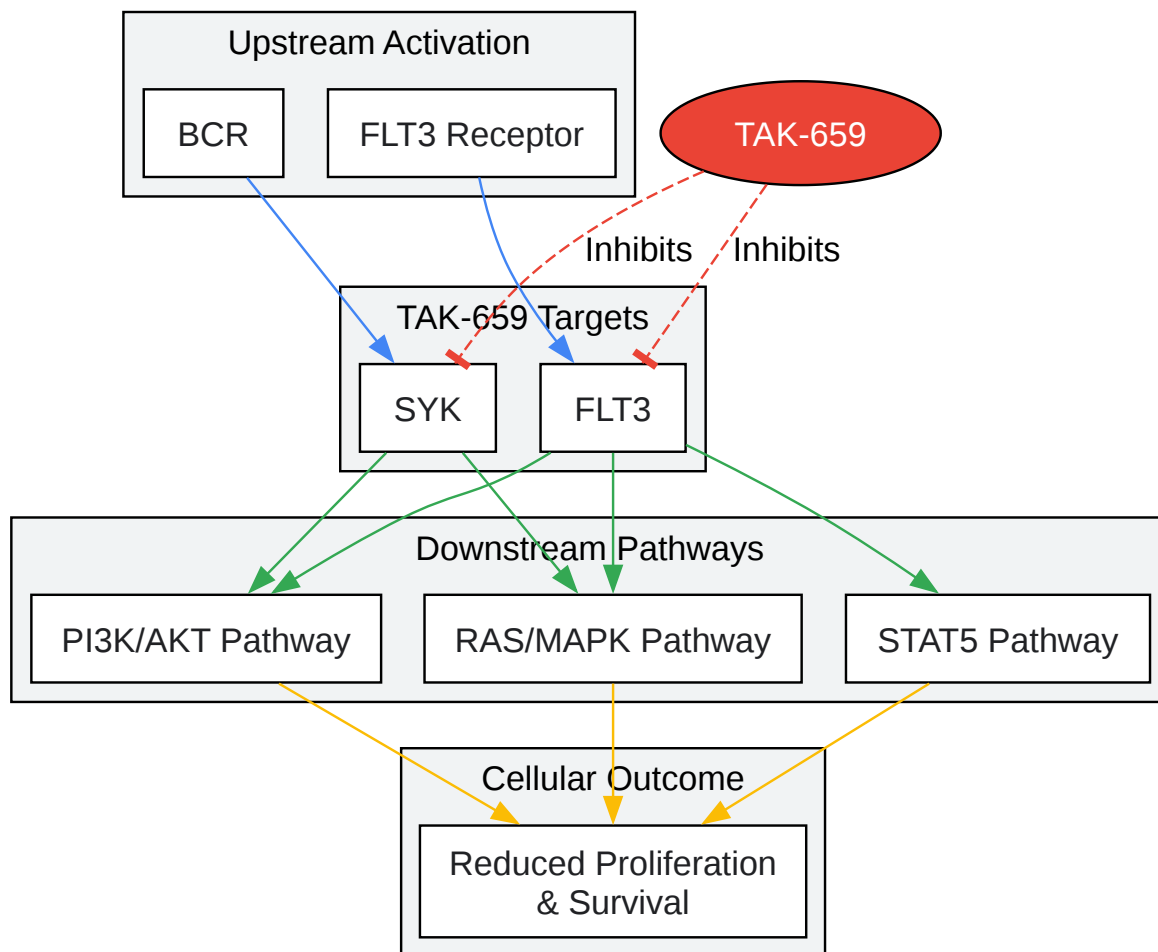 Upstream Activation
BCR
FLT3 Receptor
TAK-659
Inhibits
Inhibits
TAK-659 Targets
SYK
FLT3
Downstream Pathways
PI3K/AKT Pathway
RAS/MAPK Pathway
STAT5 Pathway
Cellular Outcome
Reduced Proliferation
& Survival